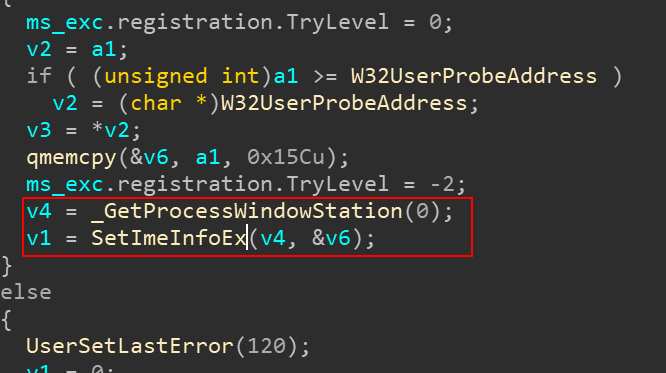 {
ms_exc.registration.TryLevel = 0;
v2 = a1;
if ( (unsigned int)a1 >= W32UserProbeAddress )
v2 = (char *)W32UserProbeAddress;
v3 = *v2;
qmemcpy(&v6, a1, 0x15Cu);
ms_exc.registration.TryLevel = -2;
v4 = _GetProcessWindowStation(0);
v1 = SetImeInfoEx(v4, &v6);
}
else
{
UserSetLastError(120);
v1 = 0;